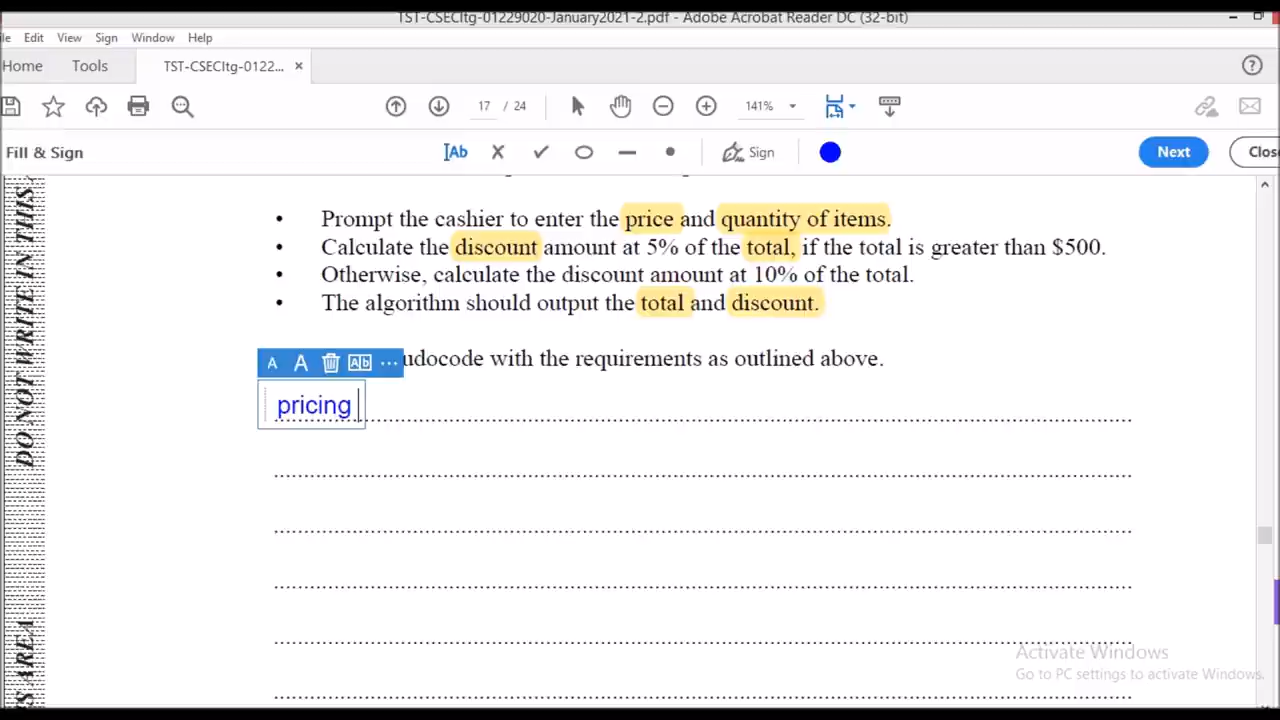 TST-CSECItg-01229020-January2021-2.pdf - Adobe Acrobat Reader DC (32-bit)
Edit View Sign Window Help
Home Tools TST-CSECItg-0122... ×
17 / 24 141%
Fill & Sign Ab Sign Next
• Prompt the cashier to enter the price and quantity of items.
• Calculate the discount amount at 5% of the total, if the total is greater than $500.
• Otherwise, calculate the discount amount at 10% of the total.
• The algorithm should output the total and discount.
A A Ab ... udocode with the requirements as outlined above.
pricing
DO NOT WRITE IN THIS
AREA
Activate Windows
Go to PC settings to activate Windows.